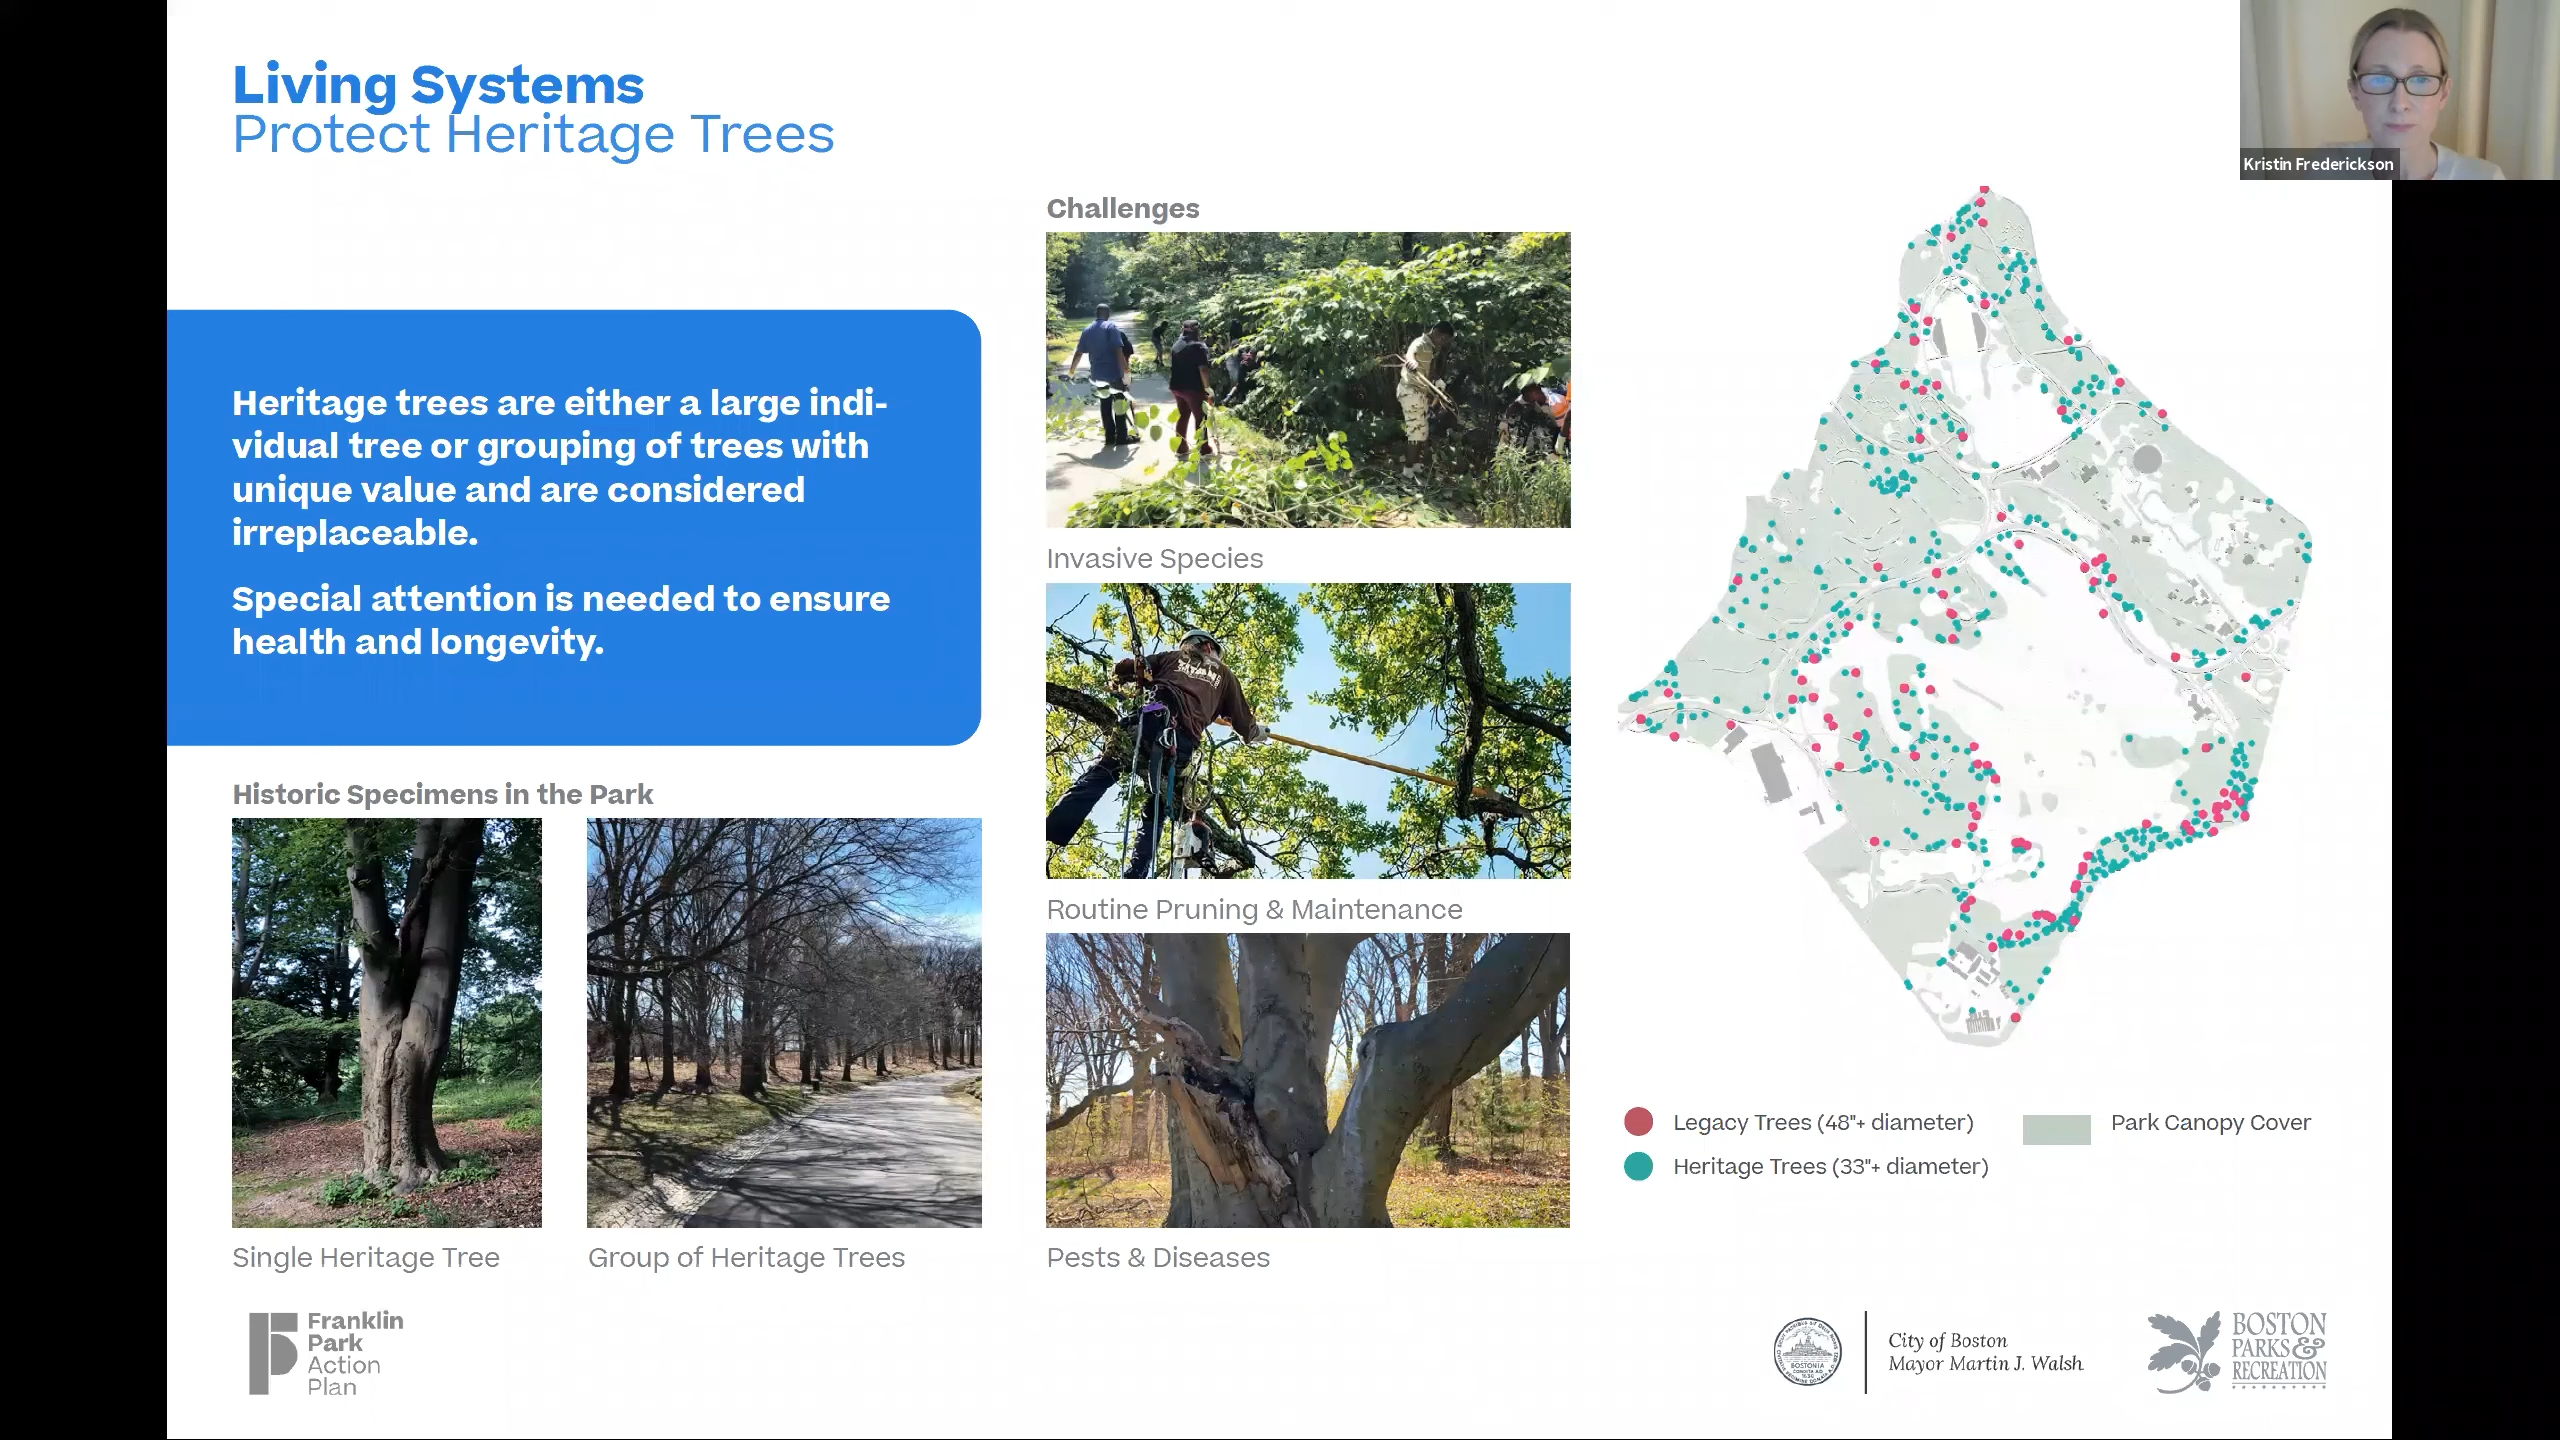 Living Systems
Protect Heritage Trees
Kristin Frederickson
Heritage trees are either a large indi-
vidual tree or grouping of trees with
unique value and are considered
irreplaceable.
Special attention is needed to ensure
health and longevity.
Historic Specimens in the Park
Single Heritage Tree
Group of Heritage Trees
Challenges
Invasive Species
Routine Pruning & Maintenance
Pests & Diseases
Legacy Trees (48"+ diameter)
Heritage Trees (33"+ diameter)
Park Canopy Cover
Franklin
Park
Action
Plan
City of Boston
Mayor Martin J. Walsh
BOSTON
PARKS &
RECREATION